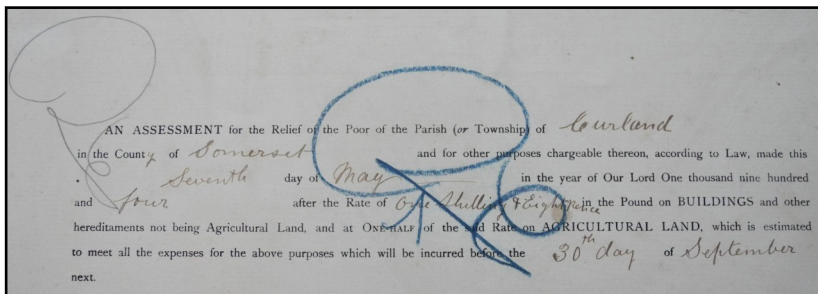 AN ASSESSMENT for the Relief of the Poor of the Parish (or Township) of Curland
in the County of Somerset and for other purposes chargeable thereon, according to Law, made this
Seventh day of May in the year of Our Lord One thousand nine hundred
and four after the Rate of One Shilling & Eight Pence in the Pound on BUILDINGS and other
hereditaments not being Agricultural Land, and at ONE-HALF of the said Rate on AGRICULTURAL LAND, which is estimated
to meet all the expenses for the above purposes which will be incurred before the 30th day of September
next.